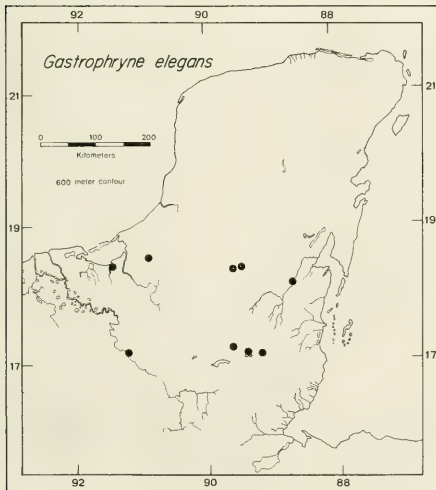 92 90 88
Gastrophryne elegans
21 21
0 100 200
Kilometers
600 meter contour
19 19
17 17
92 90 88